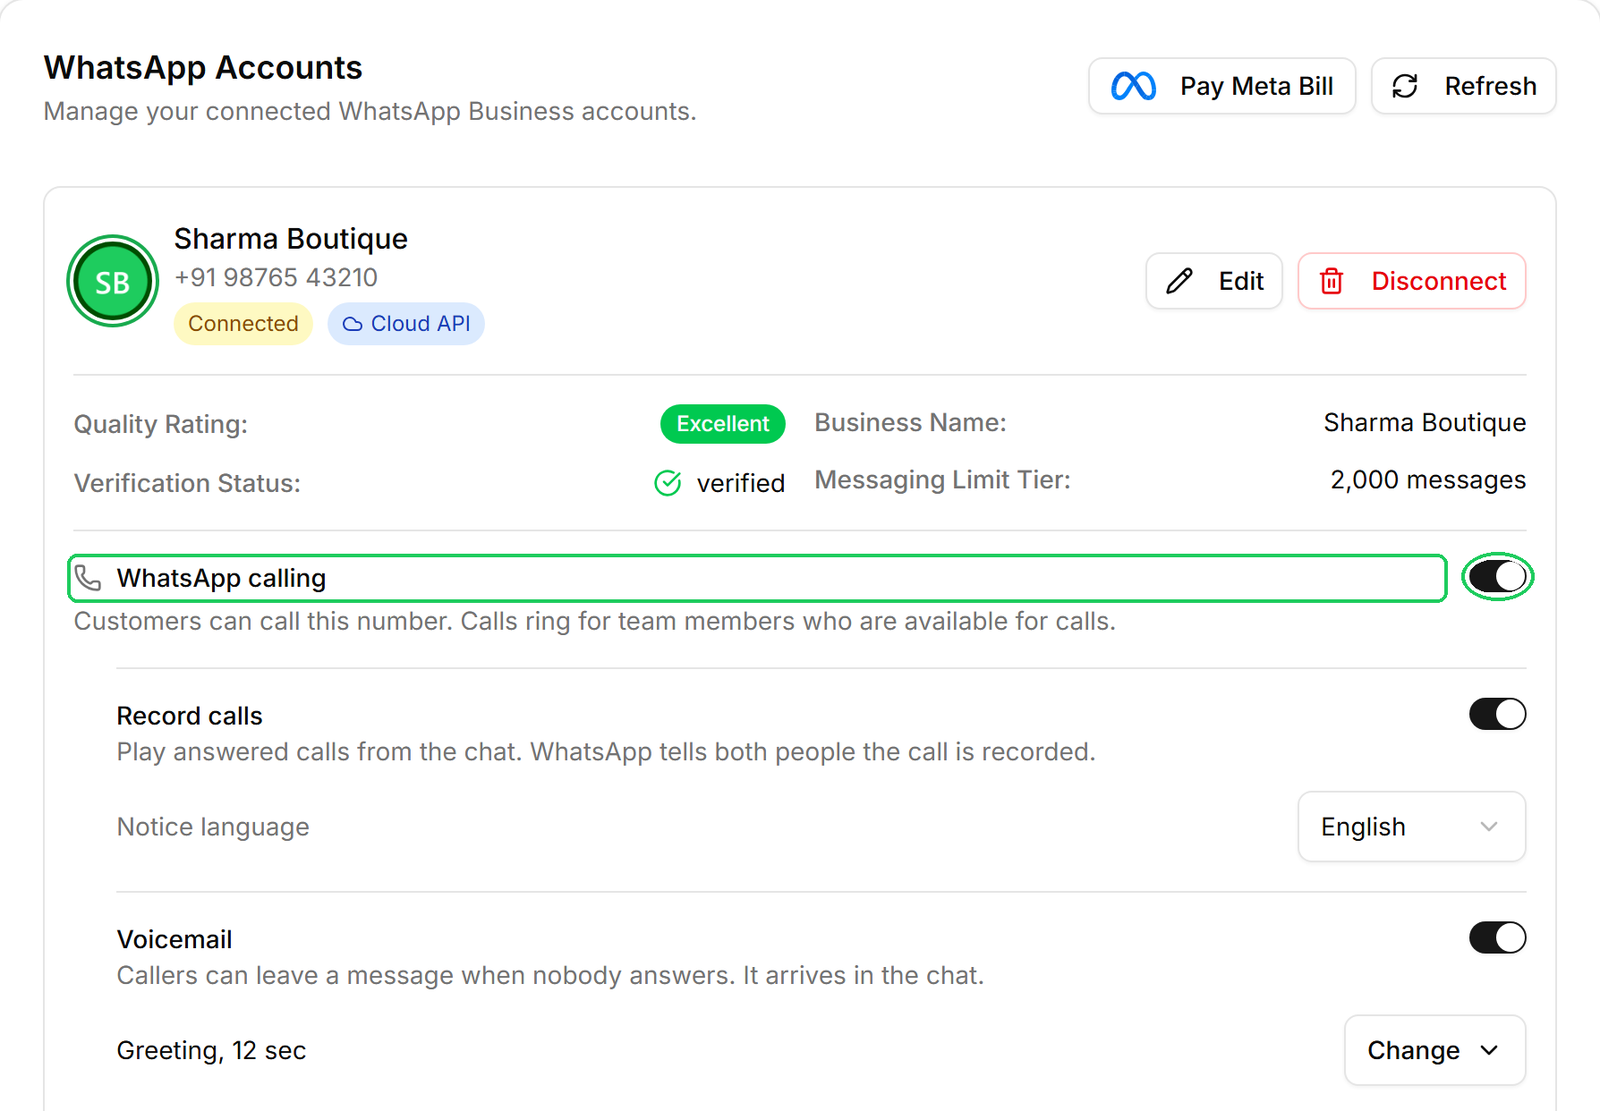 WhatsApp Accounts
Manage your connected WhatsApp Business accounts.
Pay Meta Bill
Refresh
SB
Sharma Boutique
+91 98765 43210
Connected
Cloud API
Edit
Disconnect
Quality Rating:
Excellent
Business Name:
Sharma Boutique
Verification Status:
verified
Messaging Limit Tier:
2,000 messages
WhatsApp calling
Customers can call this number. Calls ring for team members who are available for calls.
Record calls
Play answered calls from the chat. WhatsApp tells both people the call is recorded.
Notice language
English
Voicemail
Callers can leave a message when nobody answers. It arrives in the chat.
Greeting, 12 sec
Change